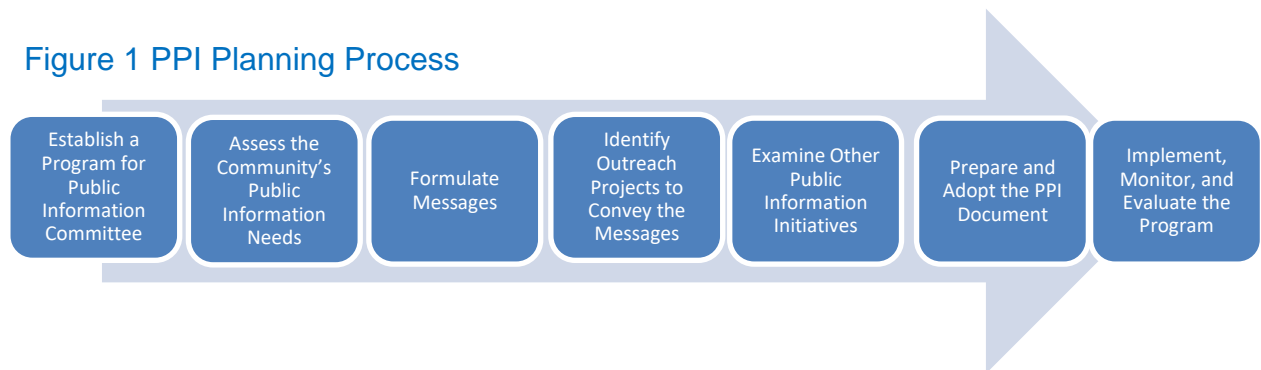 Figure 1 PPI Planning Process
Establish a
Program for
Public
Information
Committee
Assess the
Community’s
Public
Information
Needs
Formulate
Messages
Identify
Outreach
Projects to
Convey the
Messages
Examine Other
Public
Information
Initiatives
Prepare and
Adopt the PPI
Document
Implement,
Monitor, and
Evaluate the
Program